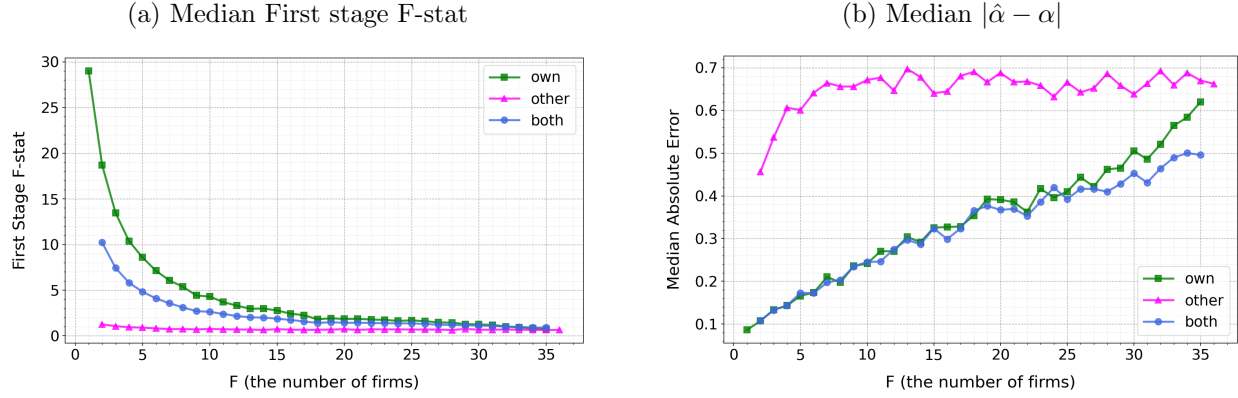 (a) Median First stage F-stat
30
25
20
15
10
5
0
0 5 10 15 20 25 30 35
First Stage F-stat
F (the number of firms)
own
other
both
(b) Median |α̂ − α|
0.7
0.6
0.5
0.4
0.3
0.2
0.1
0 5 10 15 20 25 30 35
Median Absolute Error
F (the number of firms)
own
other
both